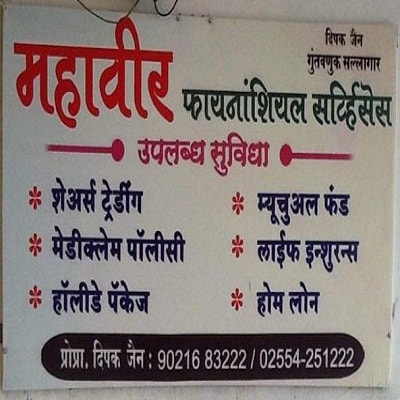 दिपक जैन
गुंतवणुक सल्लागार
महावीर फायनांशियल सर्व्हिसेस
उपलब्ध सुविधा
* शेअर्स ट्रेडींग
* म्यूचुअल फंड
* मेडीक्लेम पॉलीसी
* लाईफ इन्शुरन्स
* हॉलीडे पॅकेज
* होम लोन
प्रोप्रा. दिपक जैन : 90216 83222 / 02554-251222